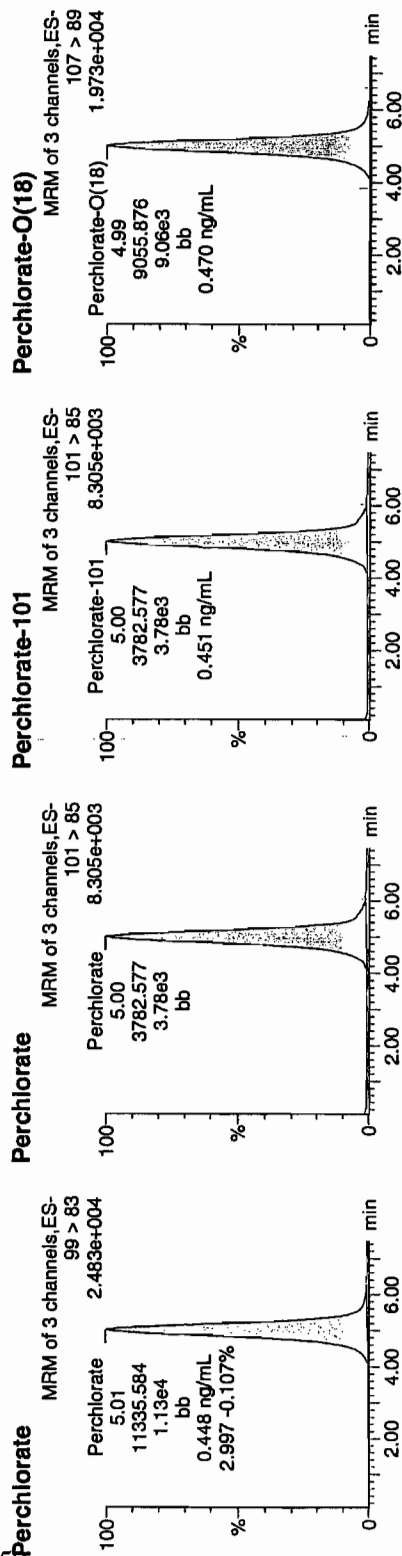 Perchlorate
MRM of 3 channels,ES-
99 > 83
2.483e+004
Perchlorate
5.01
11335.584
1.13e4
bb
0.448 ng/mL
2.997 -0.107%
100
%
0
2.00 4.00 6.00 min
Perchlorate
MRM of 3 channels,ES-
101 > 85
8.305e+003
Perchlorate
5.00
3782.577
3.78e3
bb
100
%
0
2.00 4.00 6.00 min
Perchlorate-101
MRM of 3 channels,ES-
101 > 85
8.305e+003
Perchlorate-101
5.00
3782.577
3.78e3
bb
0.451 ng/mL
100
%
0
2.00 4.00 6.00 min
Perchlorate-O(18)
MRM of 3 channels,ES-
107 > 89
1.973e+004
Perchlorate-O(18)
4.99
9055.876
9.06e3
bb
0.470 ng/mL
100
%
0
2.00 4.00 6.00 min